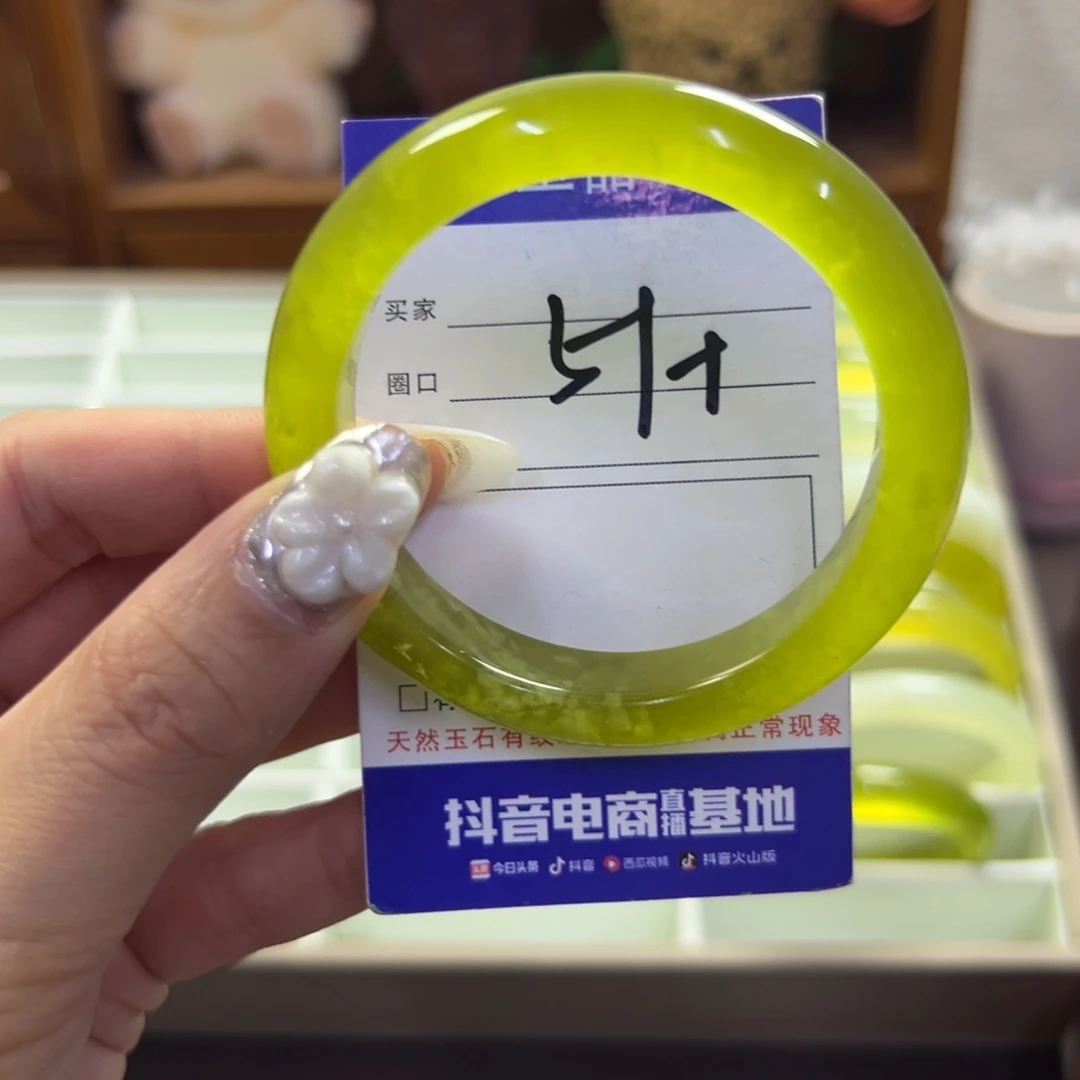 买家
圈口
天然玉石有纹 正常现象
抖音电商直播基地
今日头条 抖音 西瓜视频 抖音火山版